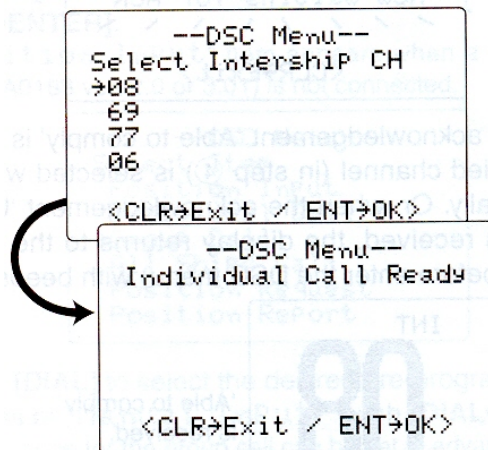 --DSC Menu--
Select Intership CH
→08
69
77
06
<CLR→Exit / ENT→OK>
--DSC Menu--
Individual Call Ready
<CLR→Exit / ENT→OK>